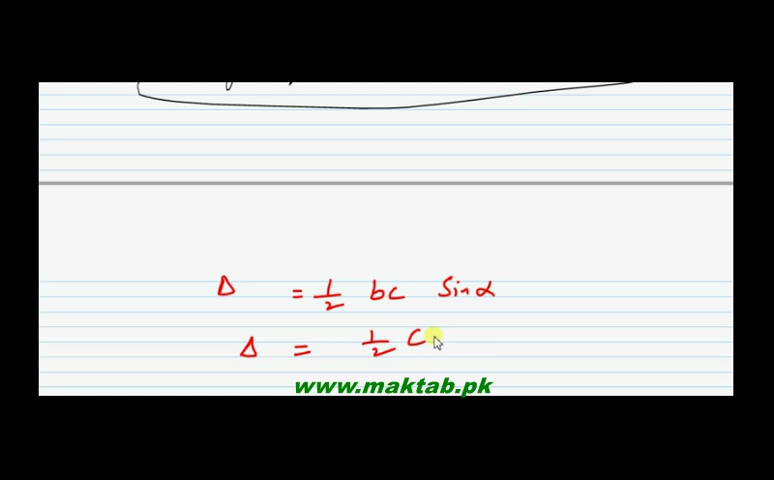 Δ = 1/2 bc Sinα
Δ = 1/2 C
www.maktab.pk